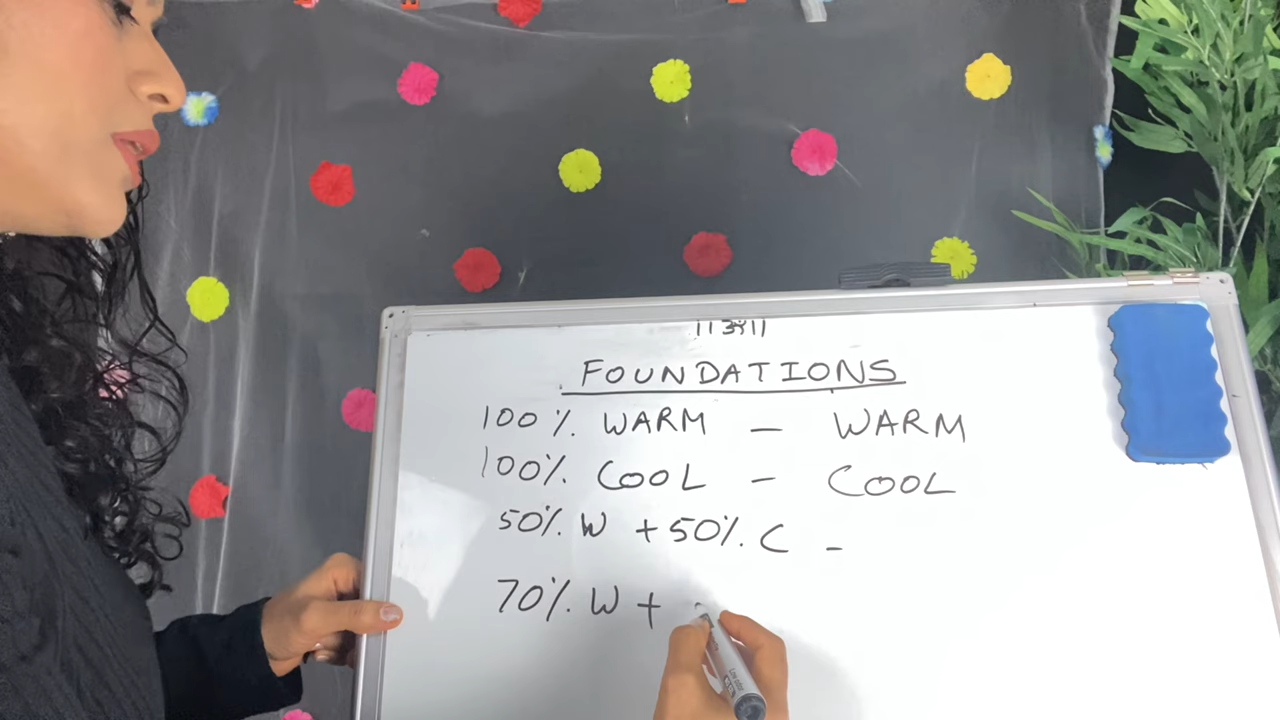 FOUNDATIONS
100% WARM — WARM
100% COOL — COOL
50% W + 50% C -
70% W +